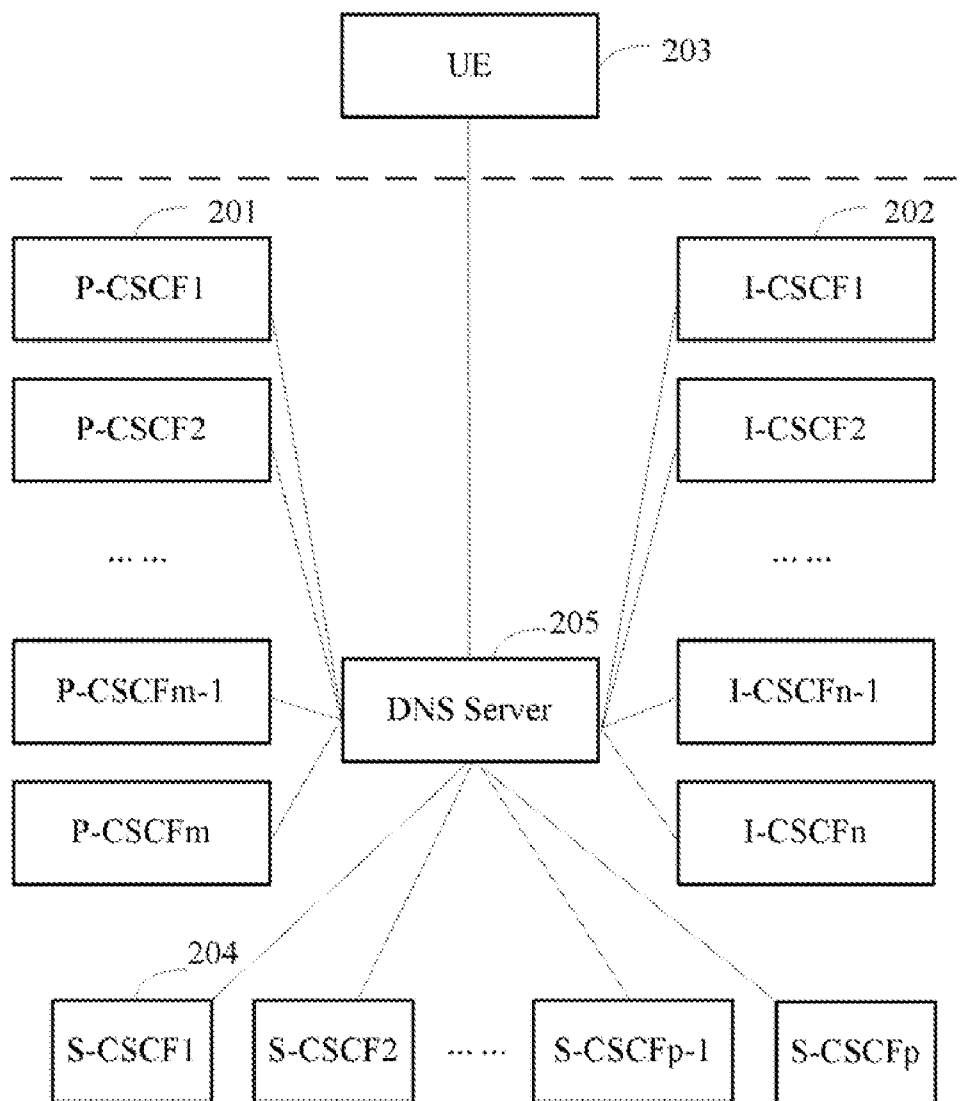 UE
203
201
202
P-CSCF1
I-CSCF1
P-CSCF2
I-CSCF2
... ...
... ...
205
P-CSCFm-1
DNS Server
I-CSCFn-1
P-CSCFm
I-CSCFn
204
S-CSCF1
S-CSCF2
... ...
S-CSCFp-1
S-CSCFp